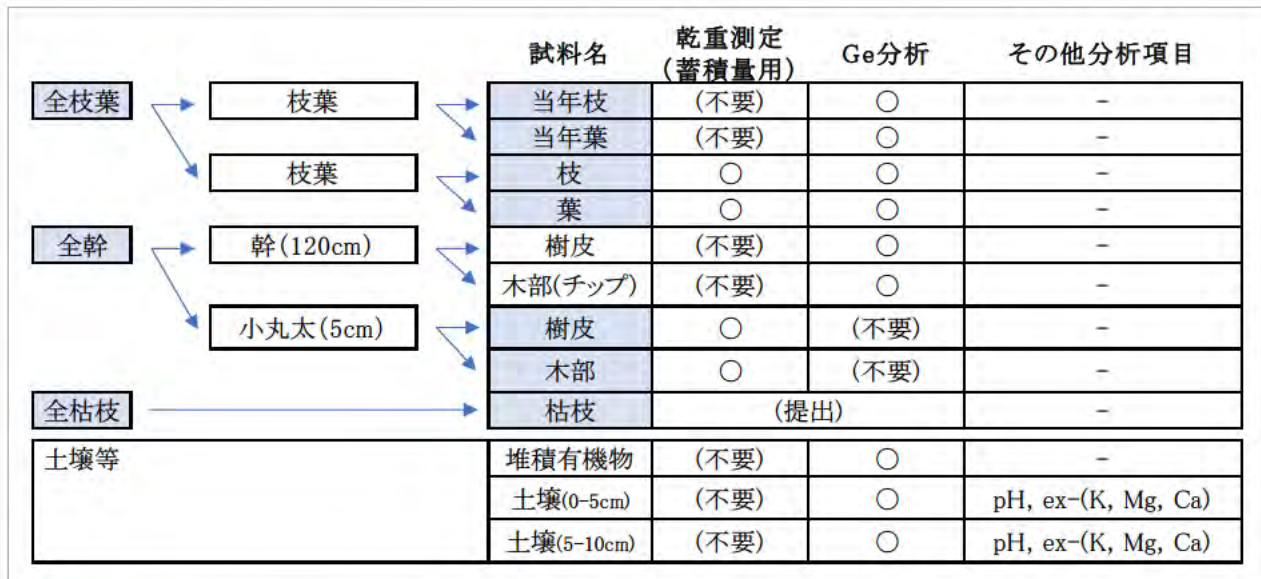 試料名 乾重測定(蓄積量用) Ge分析 その他分析項目
全枝葉 枝葉 当年枝 (不要) ○ -
当年葉 (不要) ○ -
枝葉 枝 ○ ○ -
葉 ○ ○ -
全幹 幹(120cm) 樹皮 (不要) ○ -
木部(チップ) (不要) ○ -
小丸太(5cm) 樹皮 ○ (不要) -
木部 ○ (不要) -
全枯枝 枯枝 (提出) -
土壌等 堆積有機物 (不要) ○ -
土壌(0-5cm) (不要) ○ pH, ex-(K, Mg, Ca)
土壌(5-10cm) (不要) ○ pH, ex-(K, Mg, Ca)